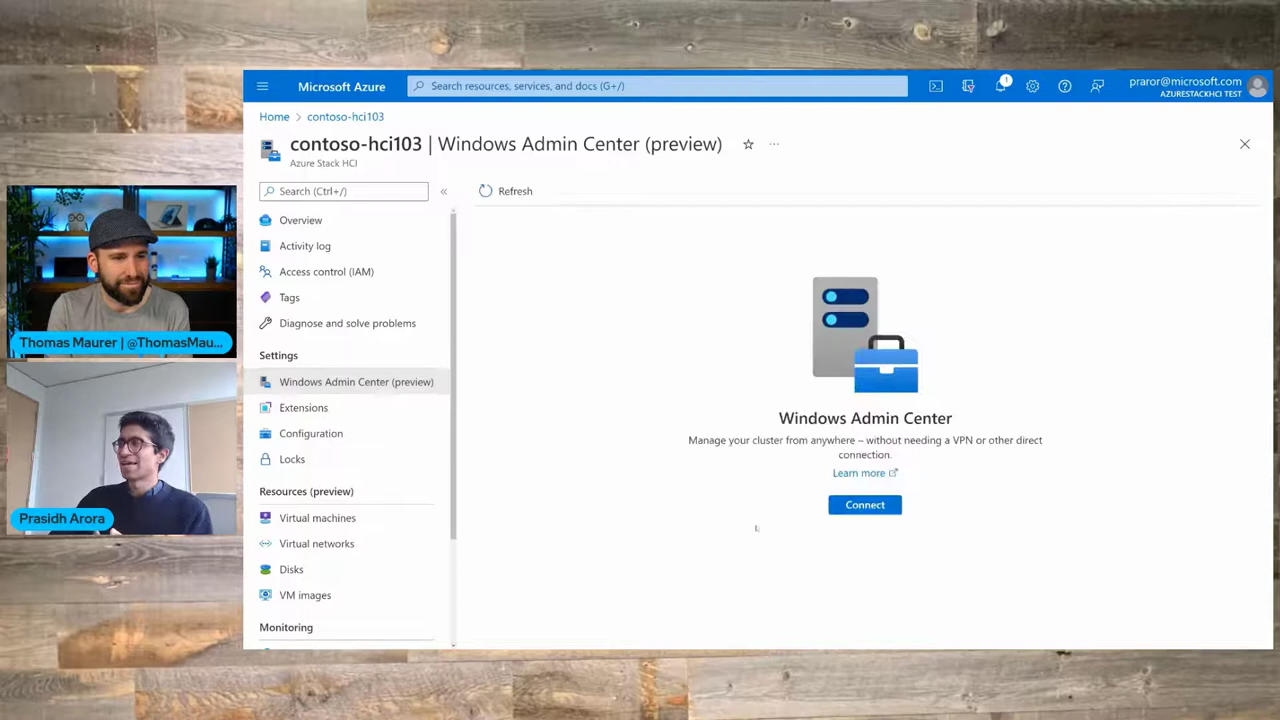 Microsoft Azure
Search resources, services, and docs (G+/)
1
praror@microsoft.com
AZURESTACKHCI TEST
Home > contoso-hci103
contoso-hci103 | Windows Admin Center (preview)
Azure Stack HCI
Search (Ctrl+/)
Refresh
Overview
Activity log
Access control (IAM)
Tags
Diagnose and solve problems
Settings
Windows Admin Center (preview)
Extensions
Configuration
Locks
Resources (preview)
Virtual machines
Virtual networks
Disks
VM images
Monitoring
Windows Admin Center
Manage your cluster from anywhere – without needing a VPN or other direct
connection.
Learn more
Connect
Thomas Maurer | @ThomasMau...
Prasidh Arora